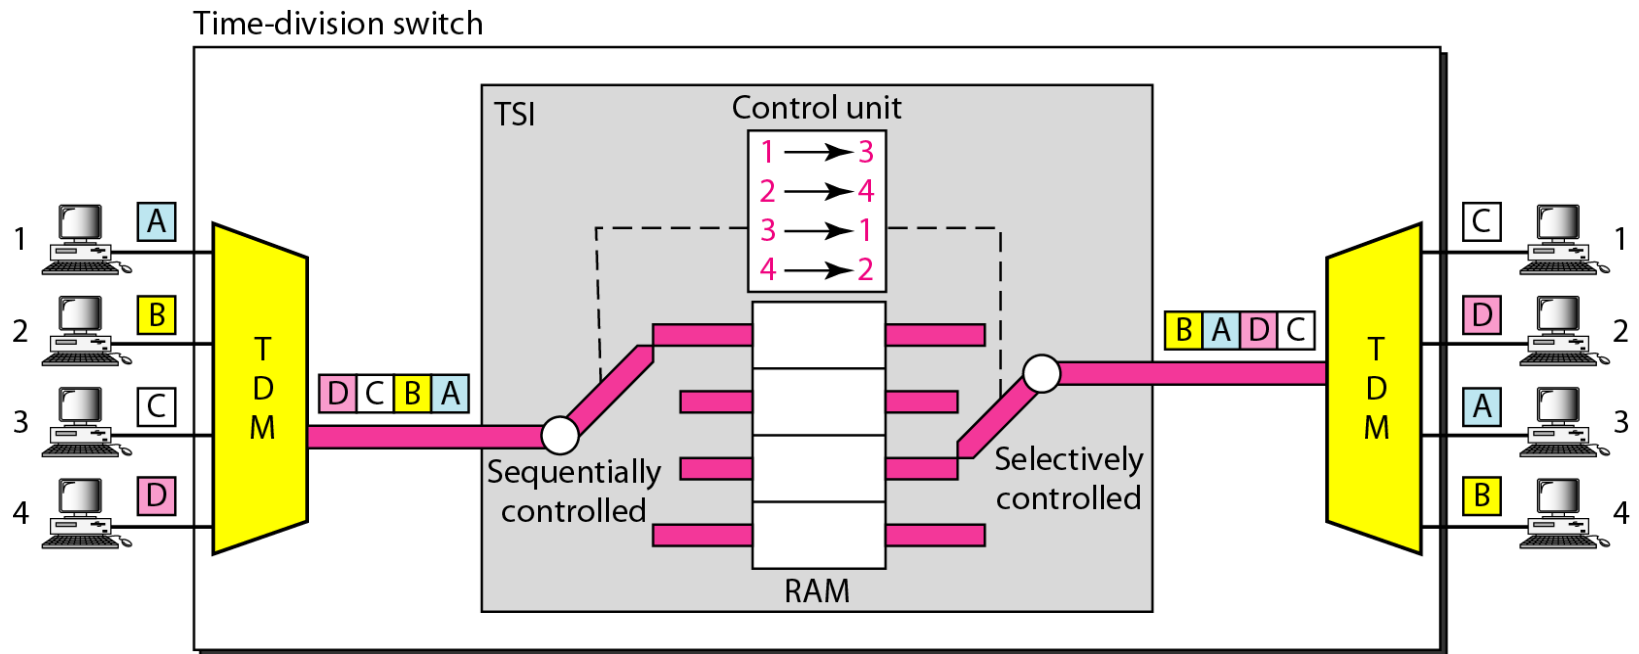 Time-division switch
TSI
Control unit
1 → 3
2 → 4
3 → 1
4 → 2
1
A
2
B
3
C
4
D
T
D
M
D C B A
Sequentially
controlled
RAM
Selectively
controlled
B A D C
T
D
M
C
1
D
2
A
3
B
4